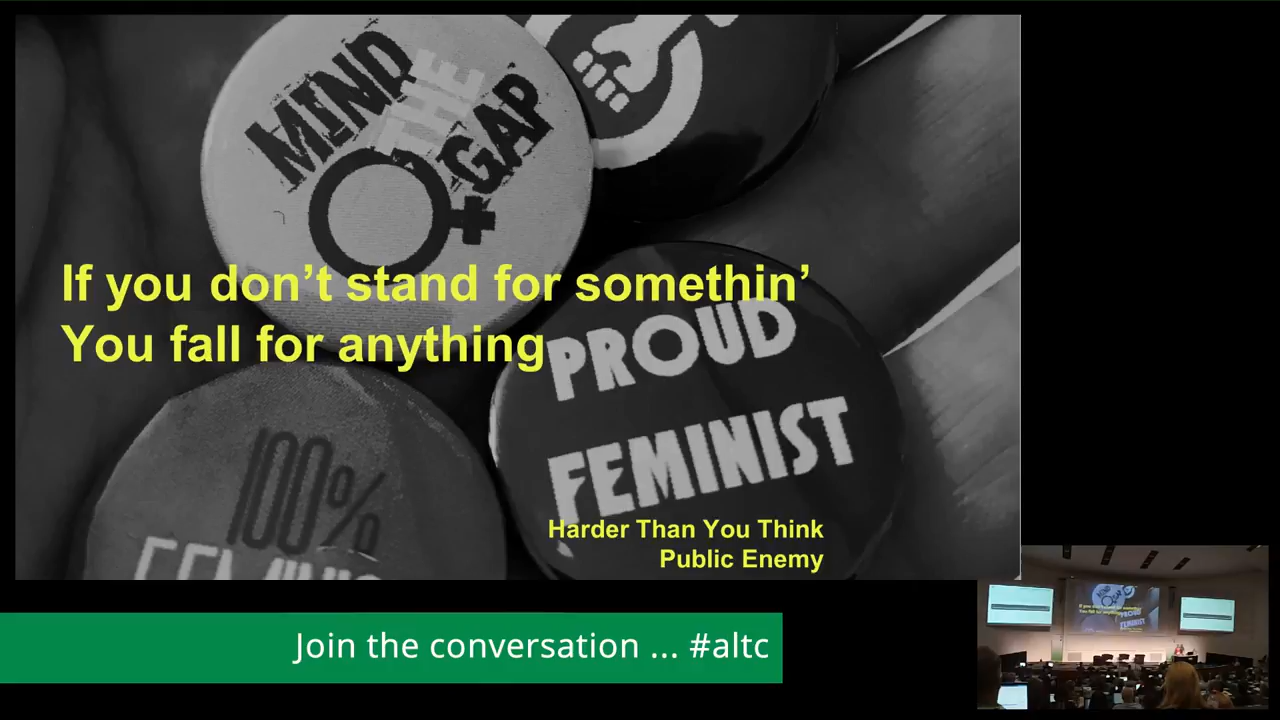 MIND
THE
GAP
If you don't stand for somethin'
You fall for anything
PROUD
FEMINIST
100%
Harder Than You Think
Public Enemy
Join the conversation ... #altc